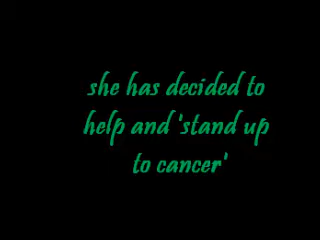 she has decided to
help and 'stand up
to cancer'